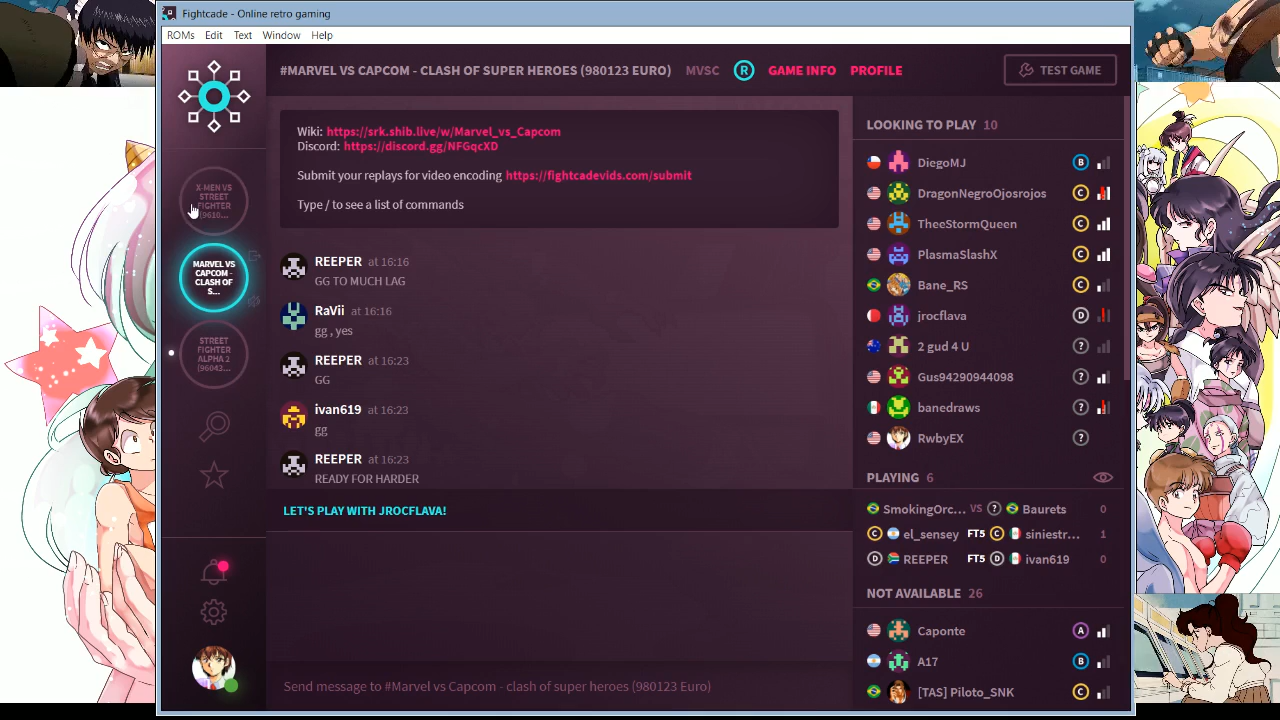 Fightcade - Online retro gaming
ROMs Edit Text Window Help
#MARVEL VS CAPCOM - CLASH OF SUPER HEROES (980123 EURO) MVSC R GAME INFO PROFILE TEST GAME
X-MEN VS
STREET
FIGHTER
(9610...
MARVEL VS
CAPCOM -
CLASH OF
S...
STREET
FIGHTER
ALPHA 2
(96042...
Wiki: https://srk.shib.live/w/Marvel_vs_Capcom
Discord: https://discord.gg/NFGqcXD
Submit your replays for video encoding https://fightcadevids.com/submit
Type / to see a list of commands
REEPER at 16:16
GG TO MUCH LAG
RaVii at 16:16
gg , yes
REEPER at 16:23
GG
ivan619 at 16:23
gg
REEPER at 16:23
READY FOR HARDER
LET'S PLAY WITH JROCFLAVA!
Send message to #Marvel vs Capcom - clash of super heroes (980123 Euro)
LOOKING TO PLAY 10
DiegoMJ B
DragonNegroOjosrojos C
TheeStormQueen C
PlasmaSlashX C
Bane_RS C
jrocflava D
2 gud 4 U ?
Gus94290944098 ?
banedraws ?
RwbyEX ?
PLAYING 6
SmokingOrc... VS ? Baurets 0
C el_sensey FT5 C siniestr... 1
D REEPER FT5 D ivan619 0
NOT AVAILABLE 26
Caponte A
A17 B
[TAS] Piloto_SNK C